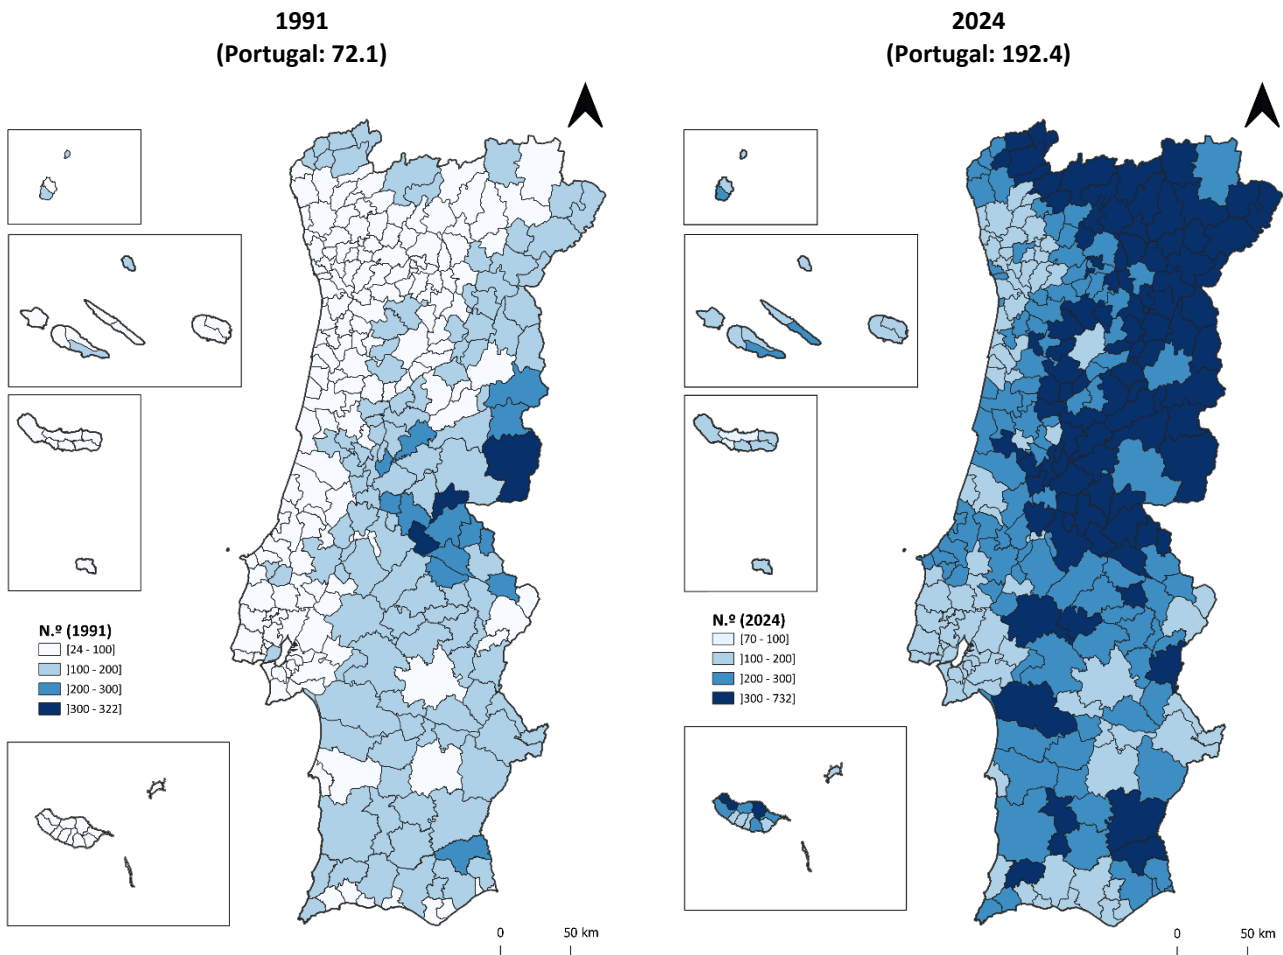 1991
(Portugal: 72.1)
N.º (1991)
[24 - 100]
]100 - 200]
]200 - 300]
]300 - 322]
0 50 km
2024
(Portugal: 192.4)
N.º (2024)
[70 - 100]
]100 - 200]
]200 - 300]
]300 - 732]
0 50 km